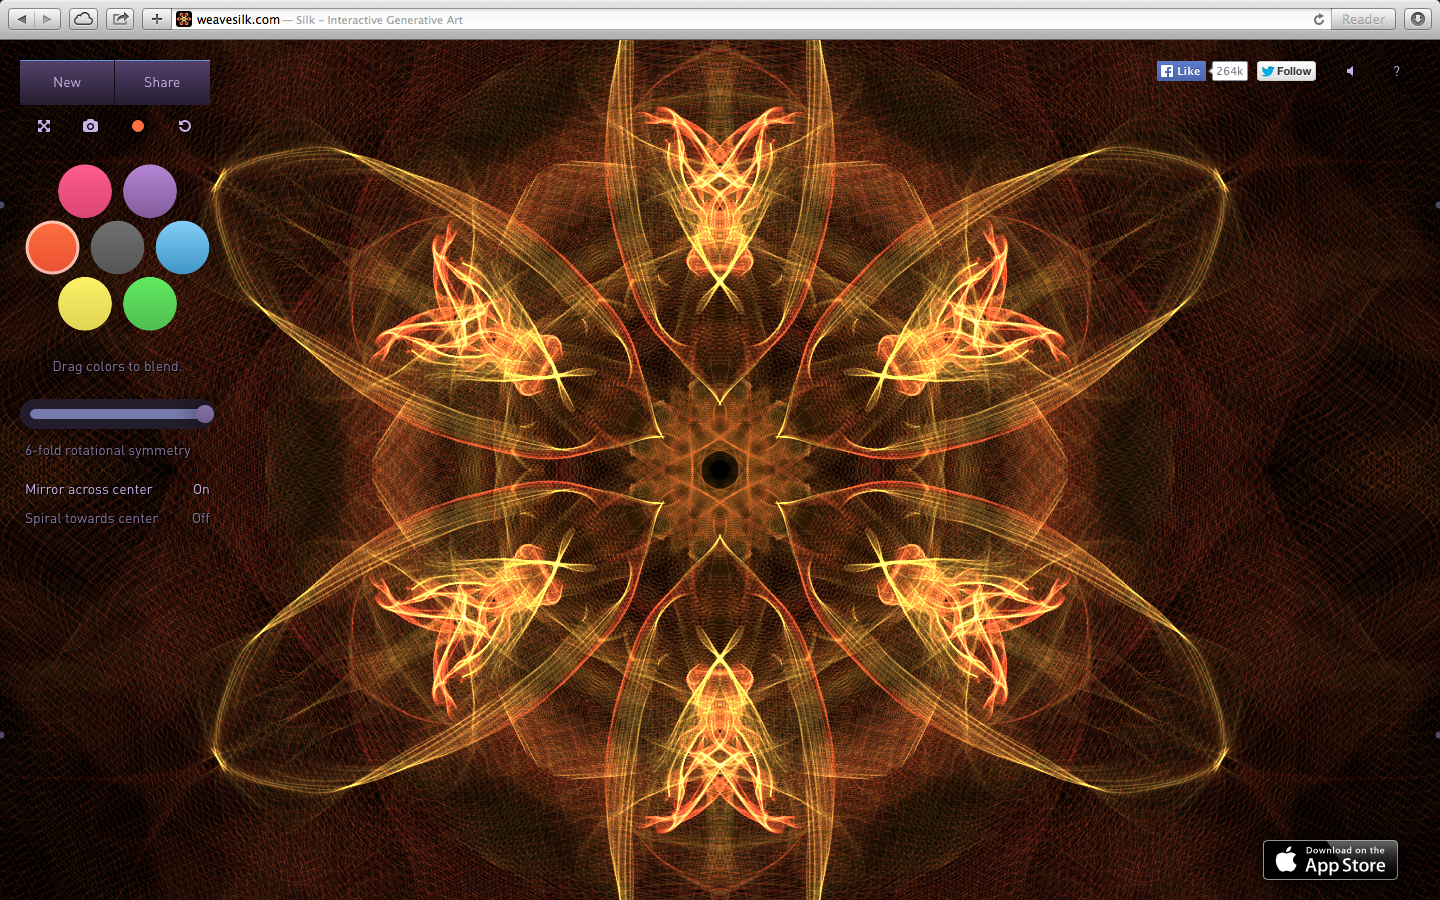 weavesilk.com — Silk – Interactive Generative Art
Reader
New
Share
Like
264k
Follow
?
Drag colors to blend.
6-fold rotational symmetry
Mirror across center On
Spiral towards center Off
Download on the
App Store